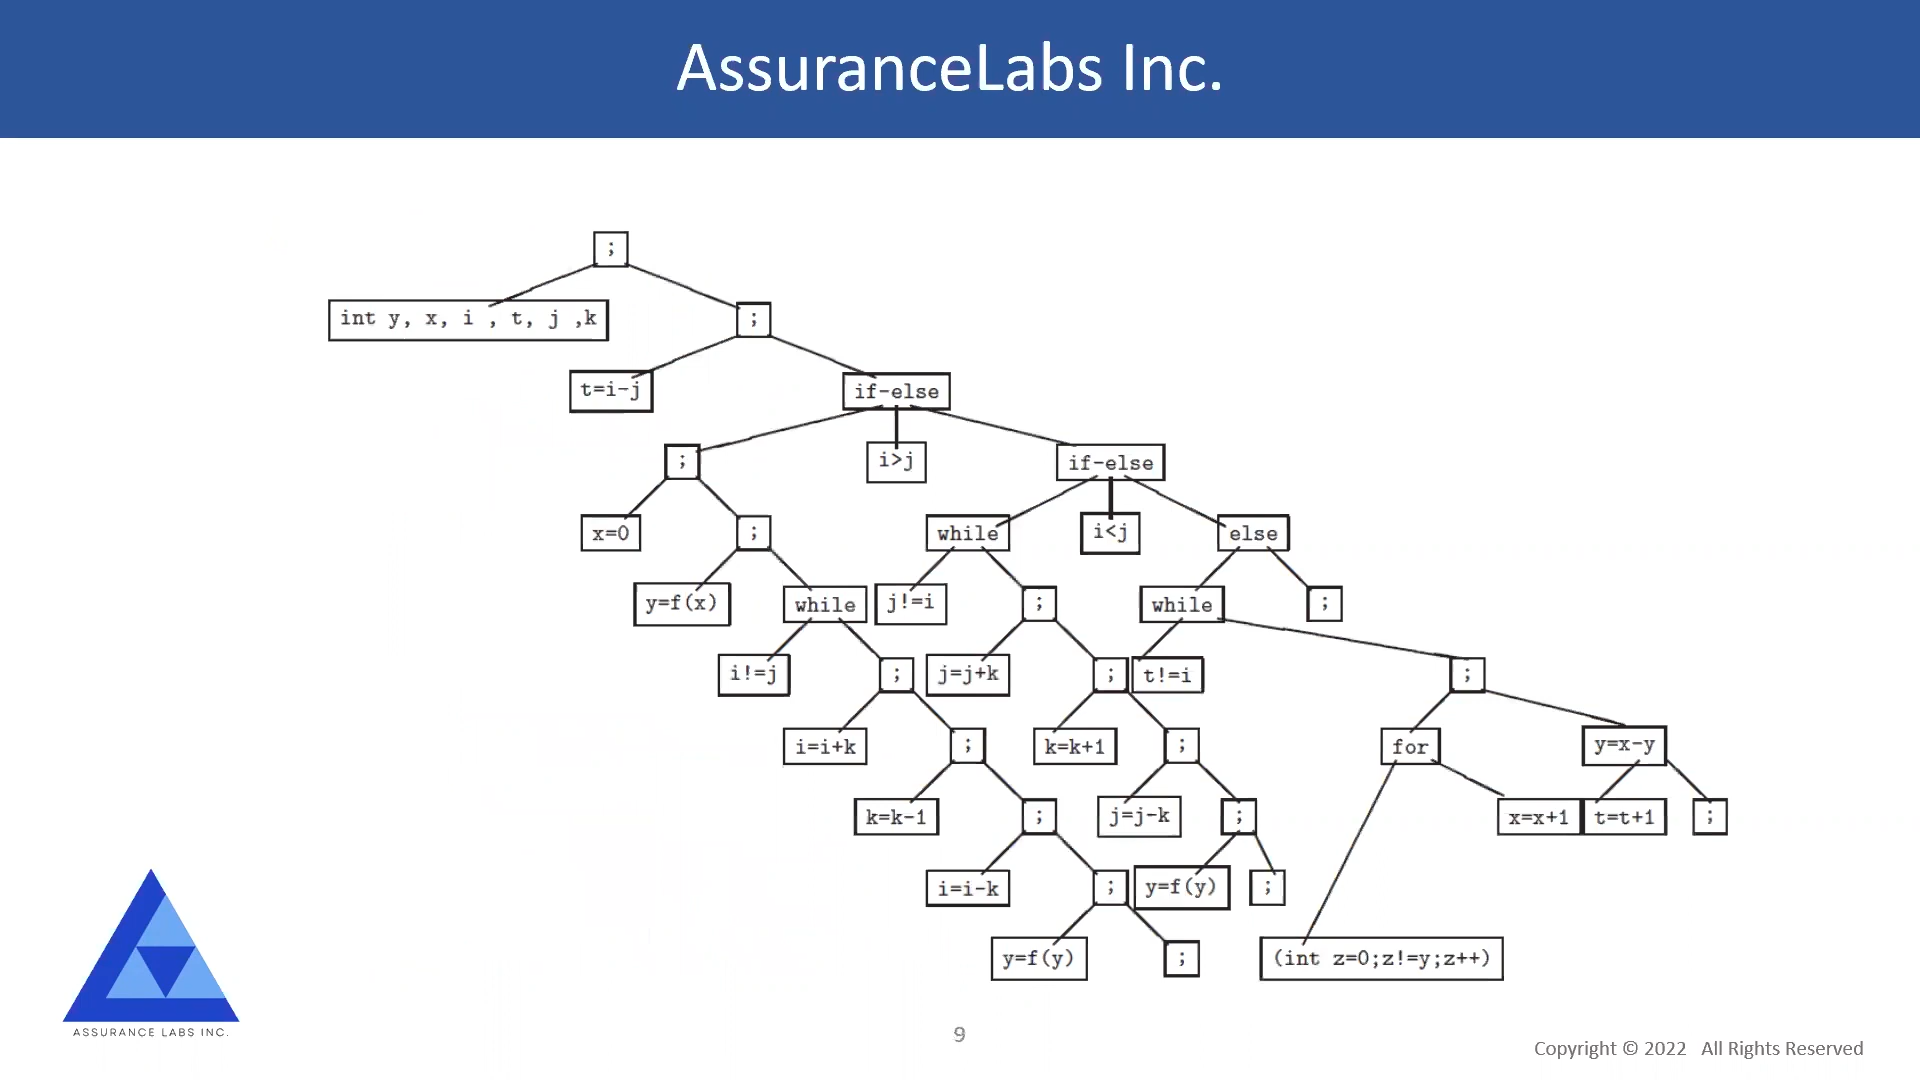 AssuranceLabs Inc.
;
int y, x, i , t, j ,k
;
t=i-j
if-else
;
i>j
if-else
x=0
;
while
i<j
else
y=f(x)
while
j!=i
;
while
;
i!=j
;
j=j+k
;
t!=i
;
i=i+k
;
k=k+1
;
for
y=x-y
k=k-1
;
j=j-k
;
x=x+1
t=t+1
;
i=i-k
;
y=f(y)
;
y=f(y)
;
(int z=0;z!=y;z++)
ASSURANCE LABS INC.
9
Copyright © 2022 All Rights Reserved